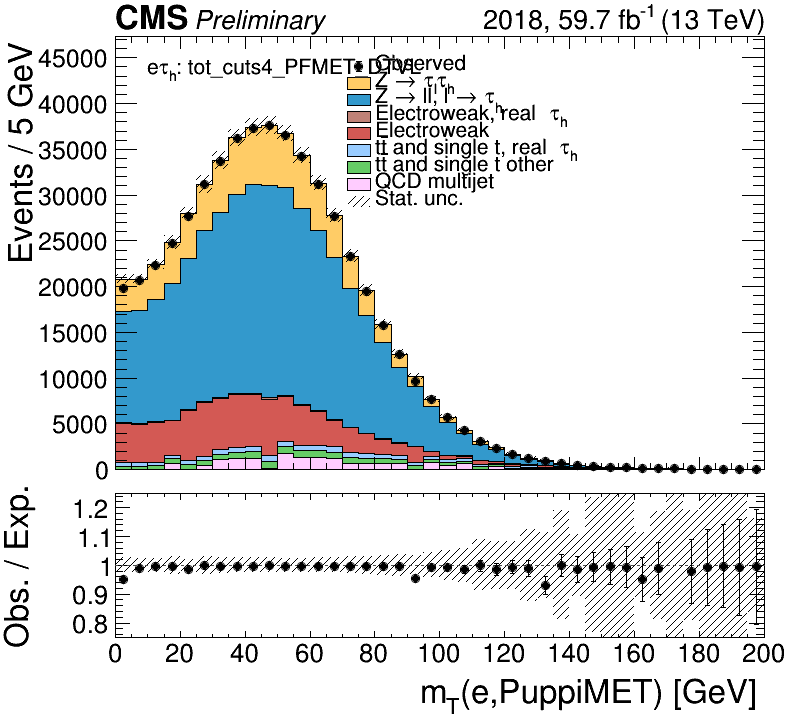 CMS Preliminary 2018, 59.7 fb⁻¹ (13 TeV)
Events / 5 GeV
45000
40000
35000
30000
25000
20000
15000
10000
5000
0
eτh: tot_cuts4_PFMET_DTVL
Observed
Z → τlτh
Z → ll, l → τh
Electroweak, real τh
Electroweak
tt̄ and single t, real τh
tt̄ and single t other
QCD multijet
Stat. unc.
Obs. / Exp.
1.2
1.1
1
0.9
0.8
0 20 40 60 80 100 120 140 160 180 200
mT(e,PuppiMET) [GeV]